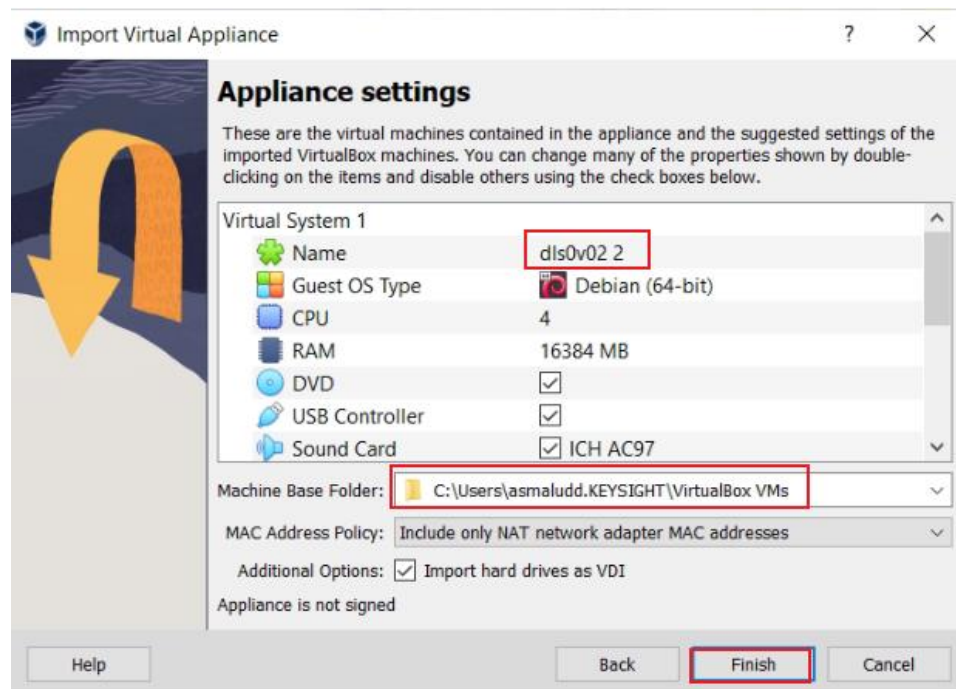 Import Virtual Appliance ? ×
Appliance settings
These are the virtual machines contained in the appliance and the suggested settings of the
imported VirtualBox machines. You can change many of the properties shown by double-
clicking on the items and disable others using the check boxes below.
Virtual System 1
Name dls0v02 2
Guest OS Type Debian (64-bit)
CPU 4
RAM 16384 MB
DVD
USB Controller
Sound Card ICH AC97
Machine Base Folder: C:\Users\asmaludd.KEYSIGHT\VirtualBox VMs
MAC Address Policy: Include only NAT network adapter MAC addresses
Additional Options: Import hard drives as VDI
Appliance is not signed
Help Back Finish Cancel